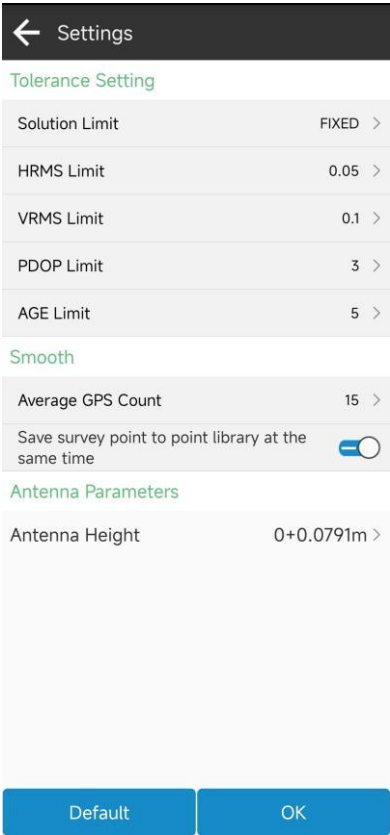 Settings
Tolerance Setting
Solution Limit FIXED
HRMS Limit 0.05
VRMS Limit 0.1
PDOP Limit 3
AGE Limit 5
Smooth
Average GPS Count 15
Save survey point to point library at the
same time
Antenna Parameters
Antenna Height 0+0.0791m
Default OK